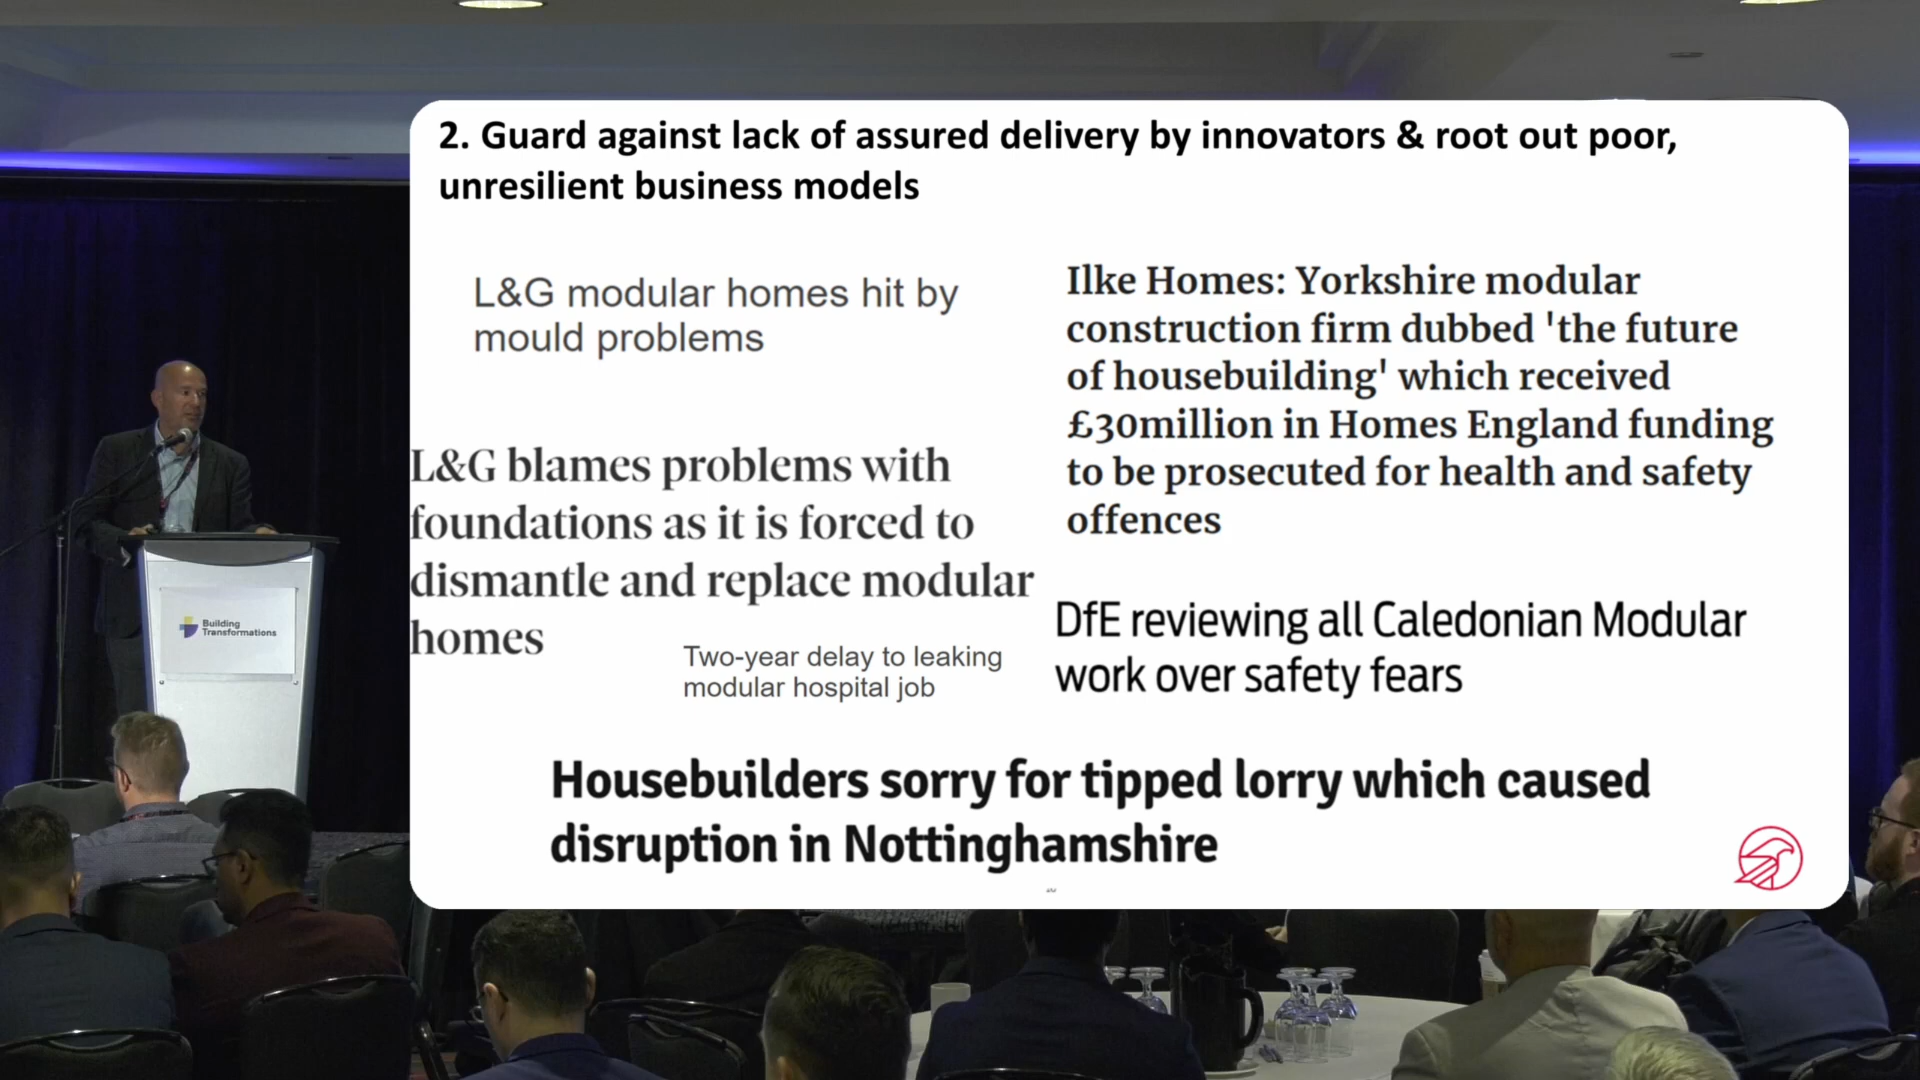 2. Guard against lack of assured delivery by innovators & root out poor,
unresilient business models
L&G modular homes hit by
mould problems
L&G blames problems with
foundations as it is forced to
dismantle and replace modular
homes
Two-year delay to leaking
modular hospital job
Ilke Homes: Yorkshire modular
construction firm dubbed 'the future
of housebuilding' which received
£30million in Homes England funding
to be prosecuted for health and safety
offences
DfE reviewing all Caledonian Modular
work over safety fears
Housebuilders sorry for tipped lorry which caused
disruption in Nottinghamshire
Building
Transformations